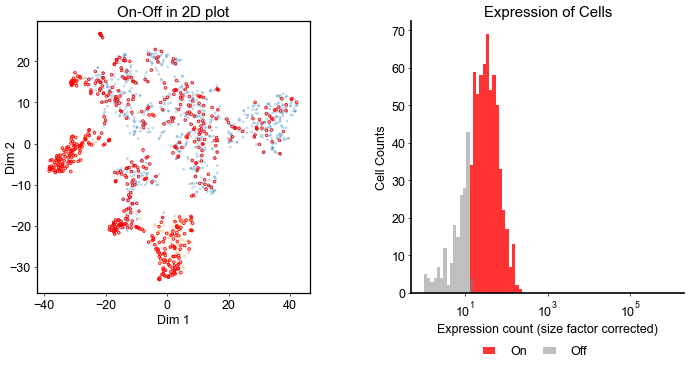 On-Off in 2D plot
Dim 2
20
10
0
−10
−20
−30
−40
−20
0
20
40
Dim 1
Expression of Cells
Cell Counts
70
60
50
40
30
20
10
0
10^1
10^3
10^5
Expression count (size factor corrected)
On
Off